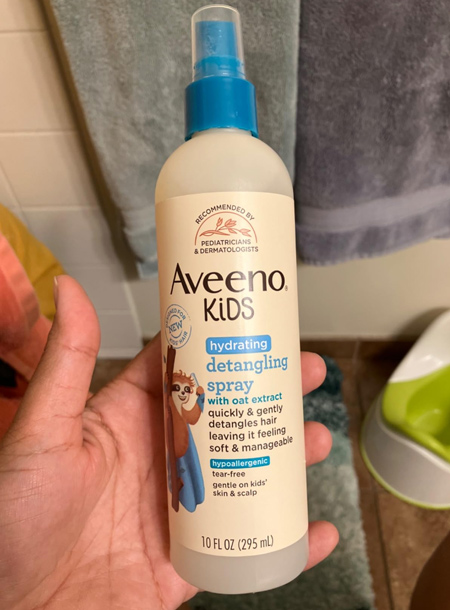 RECOMMENDED BY
PEDIATRICIANS
& DERMATOLOGISTS
Aveeno®
KiDS
NEW
hydrating
detangling
spray
with oat extract
quickly & gently
detangles hair
leaving it feeling
soft & manageable
hypoallergenic
tear-free
gentle on kids'
skin & scalp
10 FL OZ (295 mL)